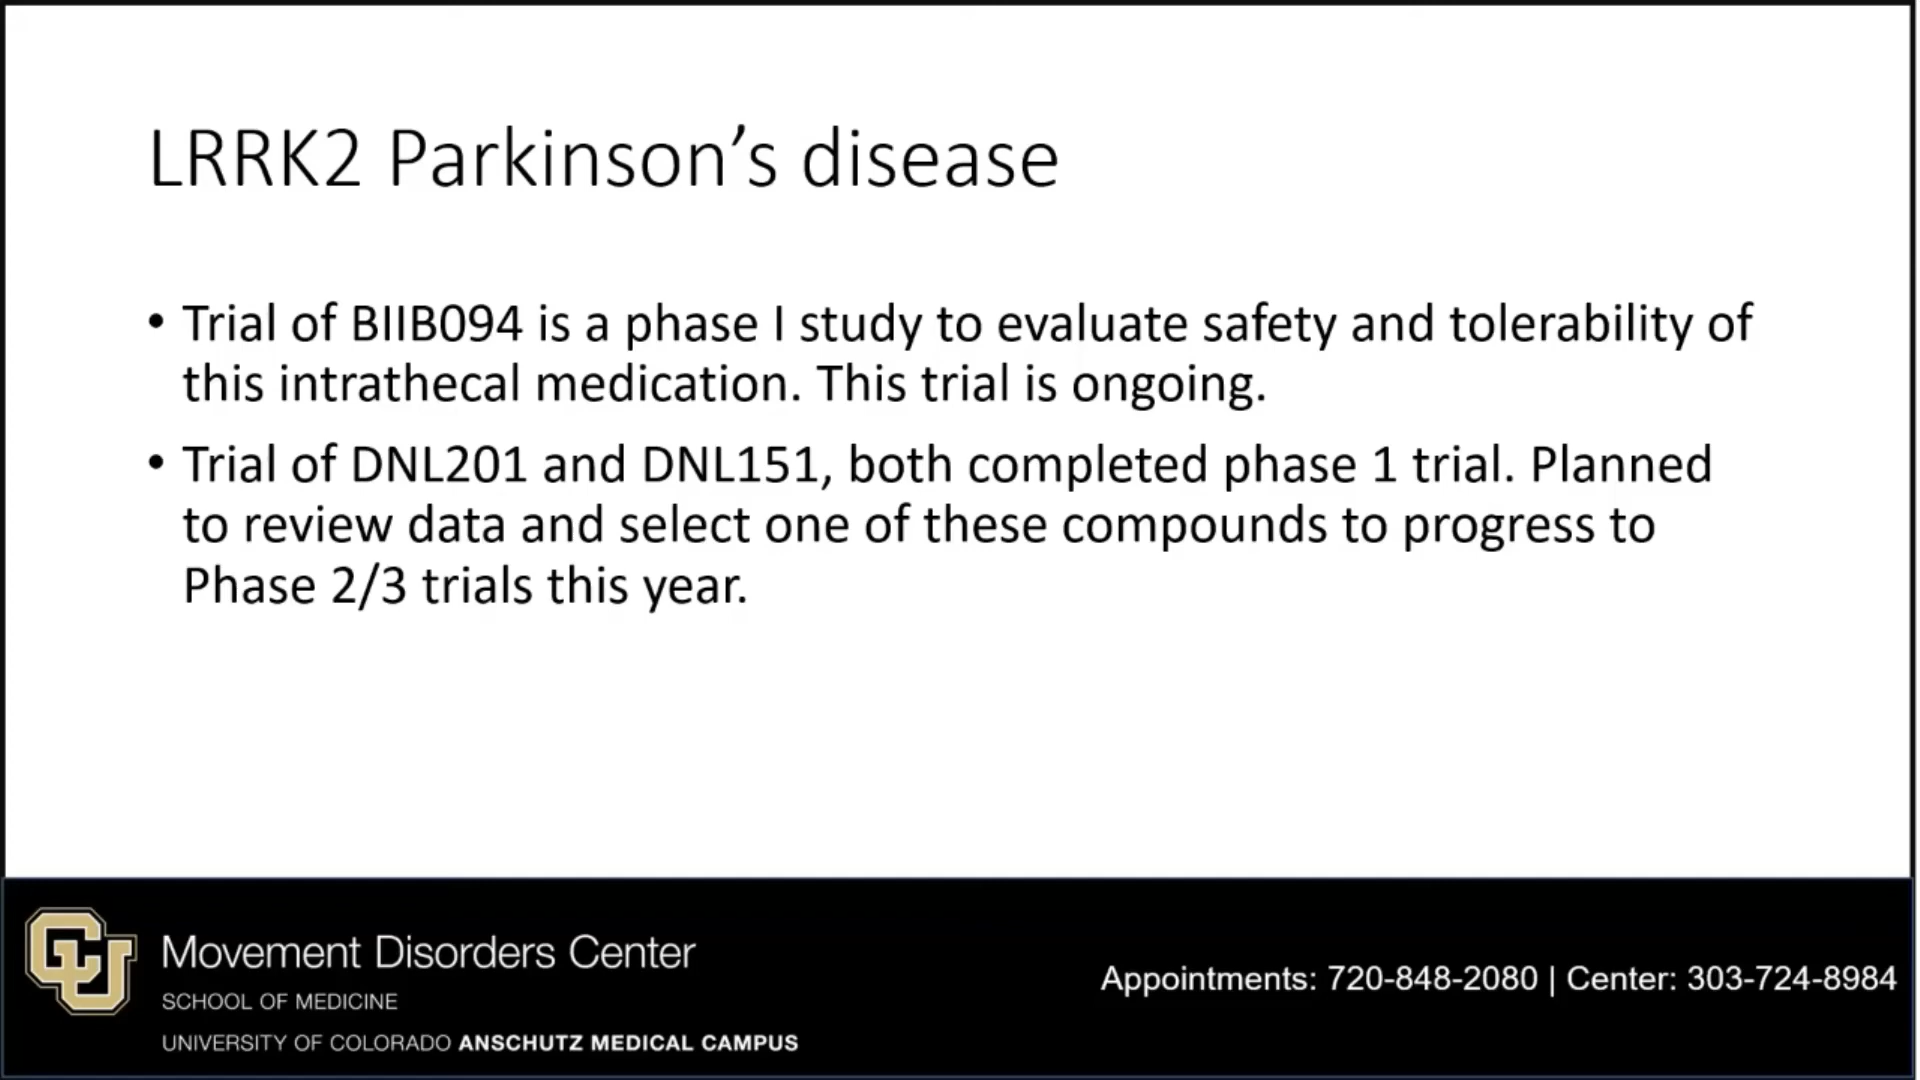 LRRK2 Parkinson’s disease
• Trial of BIIB094 is a phase I study to evaluate safety and tolerability of
this intrathecal medication. This trial is ongoing.
• Trial of DNL201 and DNL151, both completed phase 1 trial. Planned
to review data and select one of these compounds to progress to
Phase 2/3 trials this year.
CU
Movement Disorders Center
SCHOOL OF MEDICINE
UNIVERSITY OF COLORADO ANSCHUTZ MEDICAL CAMPUS
Appointments: 720-848-2080 | Center: 303-724-8984